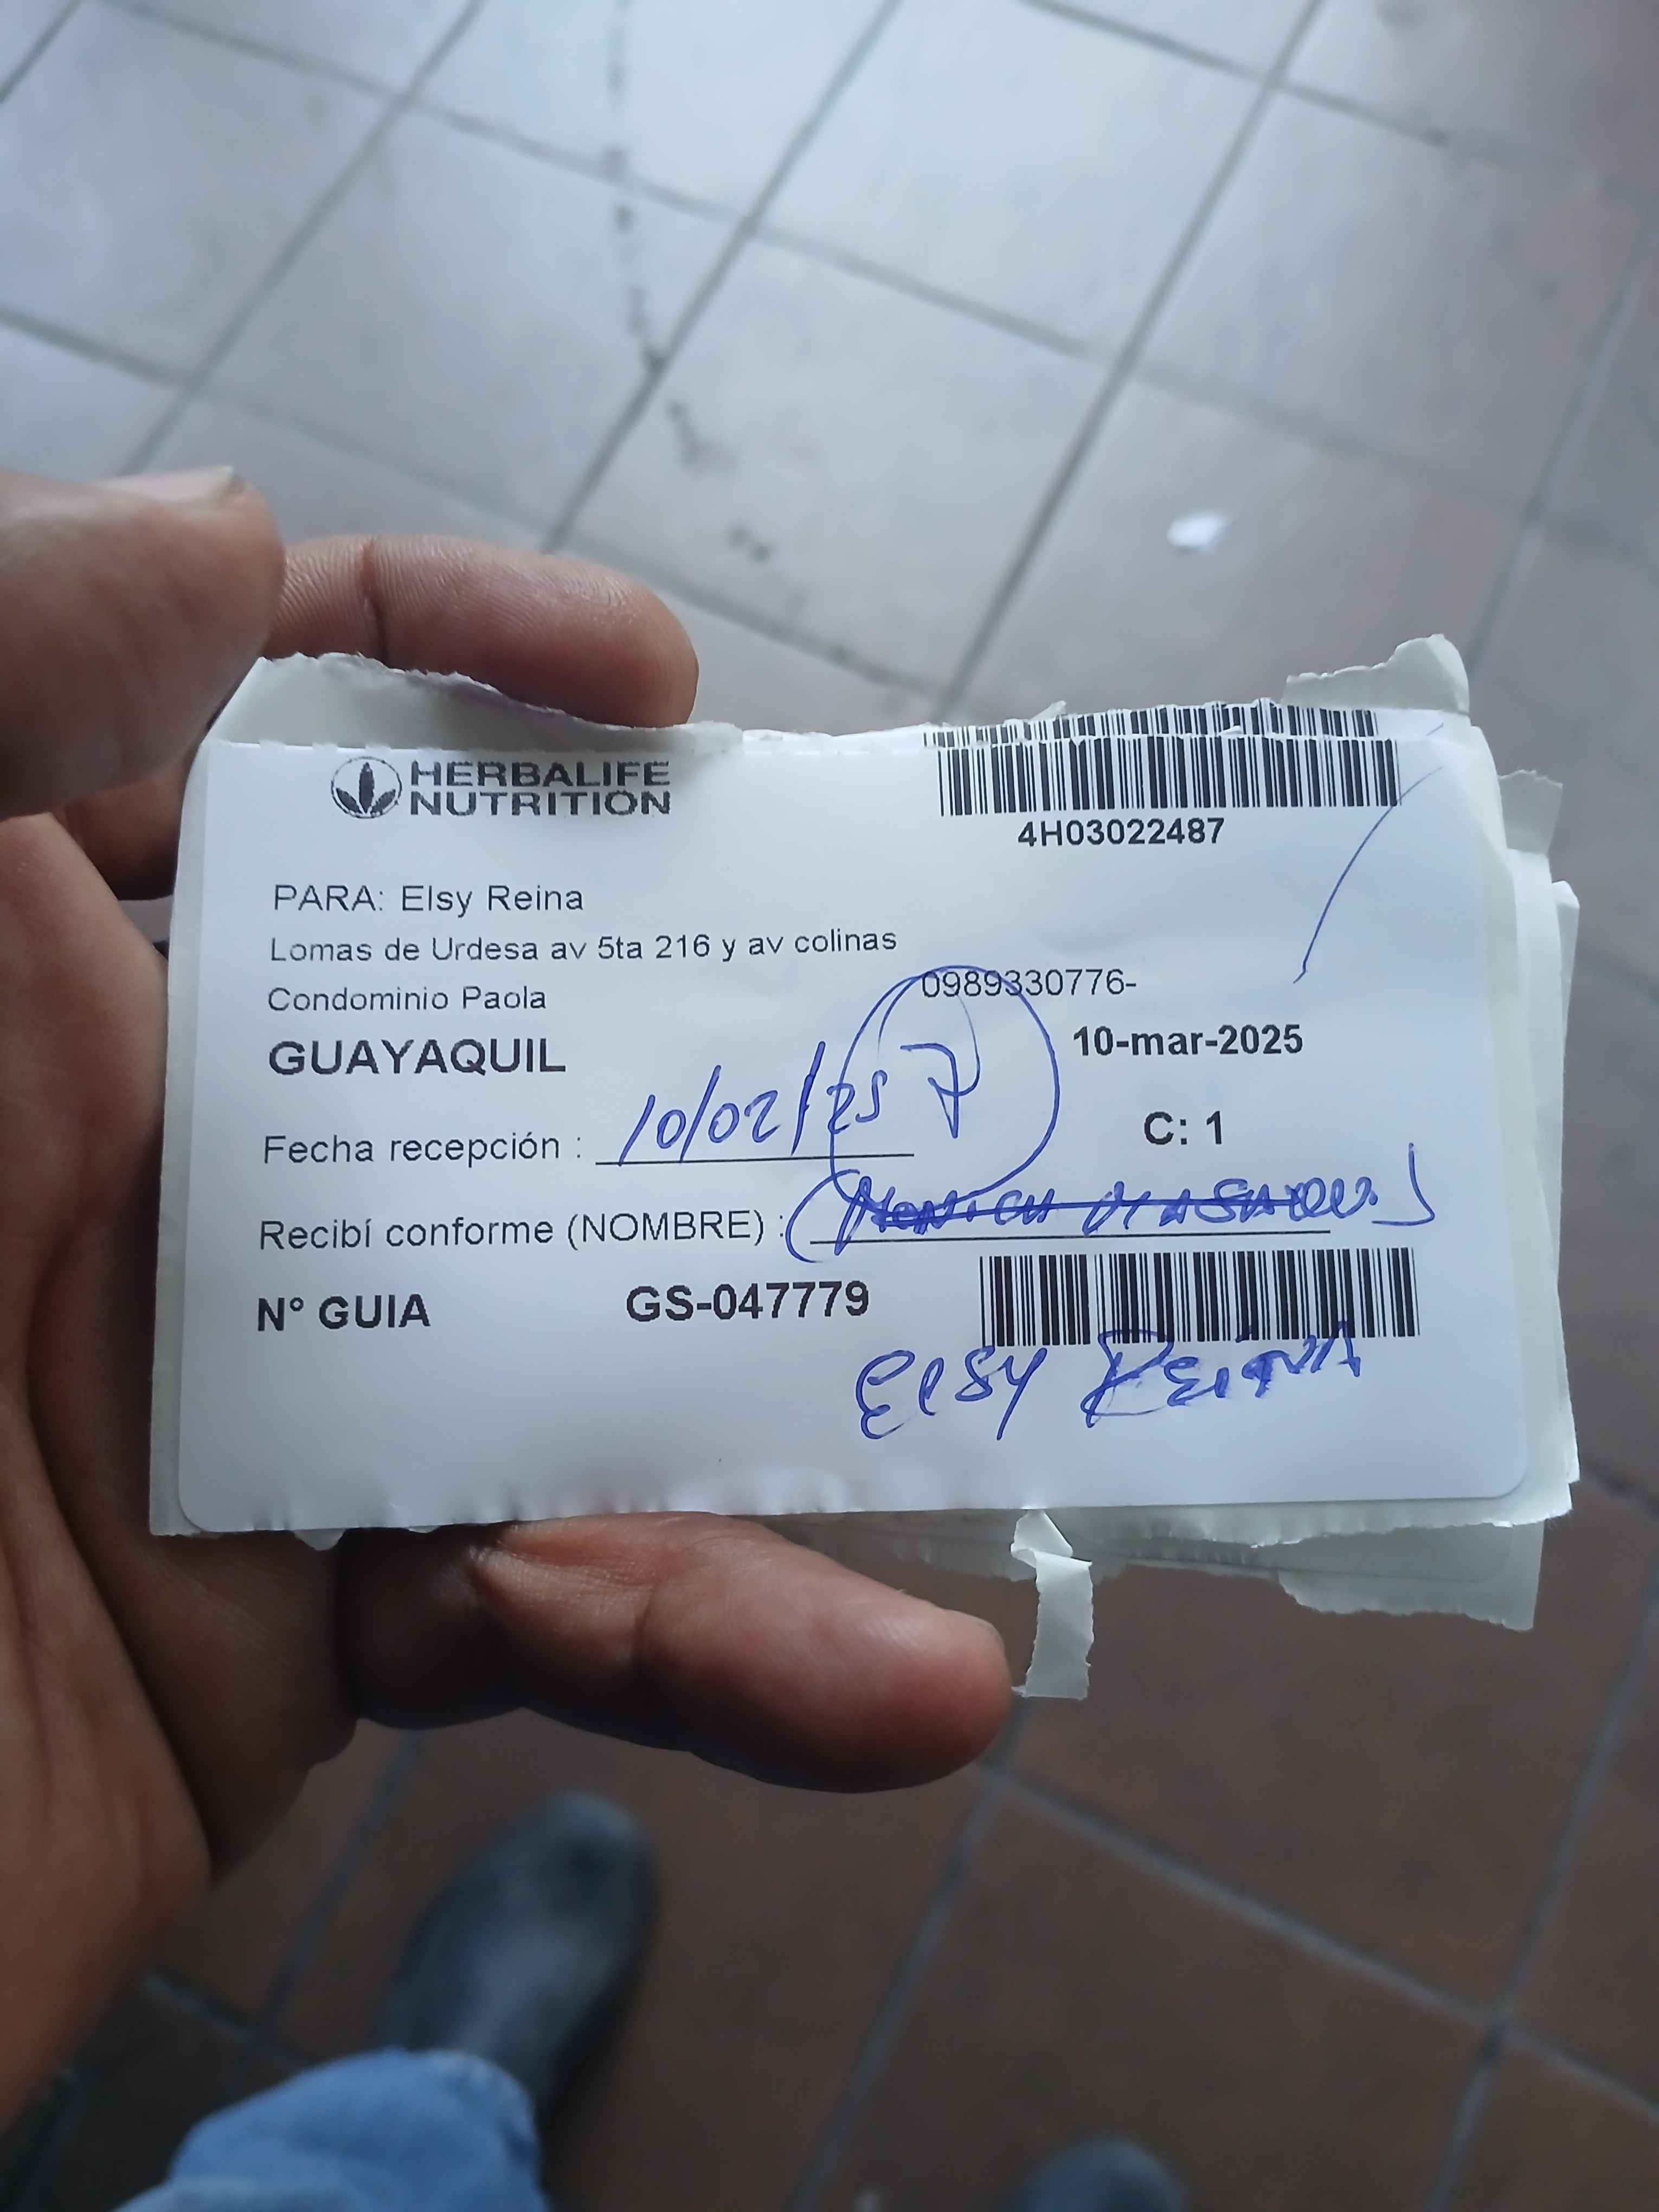 HERBALIFE
NUTRITION
4H03022487
PARA: Elsy Reina
Lomas de Urdesa av 5ta 216 y av colinas
0989330776-
Condominio Paola
GUAYAQUIL
10-mar-2025
Fecha recepción : 10/02/25
C: 1
Recibí conforme (NOMBRE) :
N° GUIA GS-047779
Elsy REINA